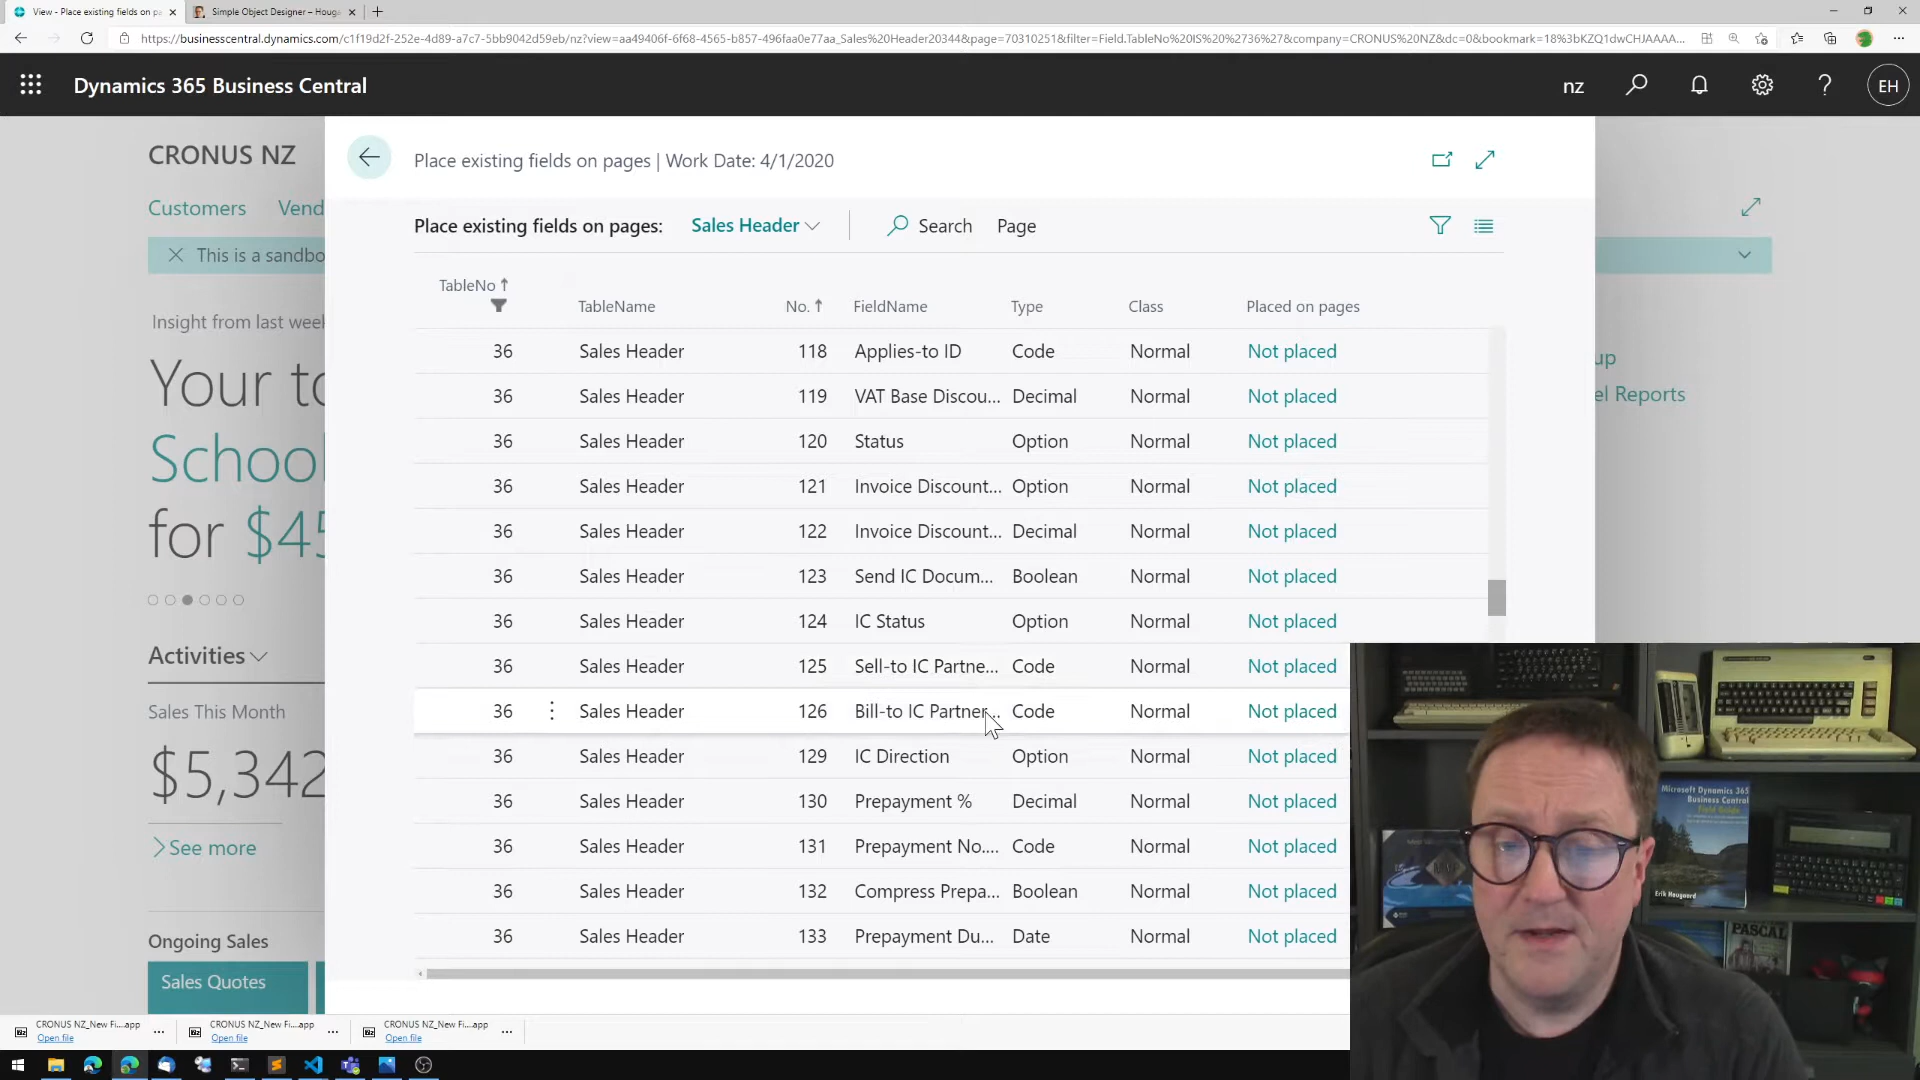 View - Place existing fields on pa
Simple Object Designer – Houga
https://businesscentral.dynamics.com/c1f19d2f-252e-4d89-a7c7-5bb9042d59eb/nz?view=aa49406f-6f68-4565-b857-496faa0e77aa_Sales%20Header20344&page=70310251&filter=Field.TableNo%20IS%20%2736%27&company=CRONUS%20NZ&dc=0&bookmark=18%3bKZQ1dwCHJAAAA...
Dynamics 365 Business Central
nz
EH
CRONUS NZ
Customers
Vend
This is a sandbo
Insight from last week
Your to
School
for $45
Activities
Sales This Month
$5,342
See more
Ongoing Sales
Sales Quotes
up
el Reports
Place existing fields on pages | Work Date: 4/1/2020
Place existing fields on pages: Sales Header Search Page
TableNo TableName No. FieldName Type Class Placed on pages
36 Sales Header 118 Applies-to ID Code Normal Not placed
36 Sales Header 119 VAT Base Discou... Decimal Normal Not placed
36 Sales Header 120 Status Option Normal Not placed
36 Sales Header 121 Invoice Discount... Option Normal Not placed
36 Sales Header 122 Invoice Discount... Decimal Normal Not placed
36 Sales Header 123 Send IC Docum... Boolean Normal Not placed
36 Sales Header 124 IC Status Option Normal Not placed
36 Sales Header 125 Sell-to IC Partne... Code Normal Not placed
36 Sales Header 126 Bill-to IC Partner... Code Normal Not placed
36 Sales Header 129 IC Direction Option Normal Not placed
36 Sales Header 130 Prepayment % Decimal Normal Not placed
36 Sales Header 131 Prepayment No.... Code Normal Not placed
36 Sales Header 132 Compress Prepa... Boolean Normal Not placed
36 Sales Header 133 Prepayment Du... Date Normal Not placed
Microsoft Dynamics 365
Business Central
Field Guide
Erik Hougaard
PASCAL
CRONUS NZ_New Fi....app
Open file
CRONUS NZ_New Fi....app
Open file
CRONUS NZ_New Fi....app
Open file